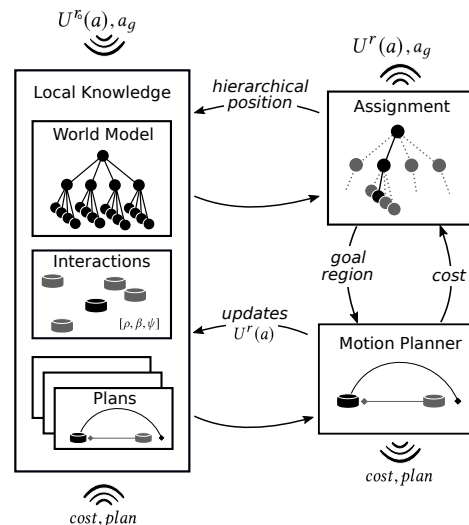 U^{r_0}(a), a_g
U^r(a), a_g
Local Knowledge
hierarchical
position
Assignment
World Model
Interactions
[ρ, β, ψ]
goal
region
cost
updates
U^r(a)
Motion Planner
Plans
cost, plan
cost, plan